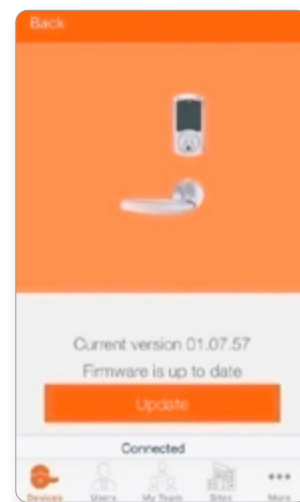 Back
Current version 01.07.57
Firmware is up to date
Update
Connected
Devices Users My Team Sites More